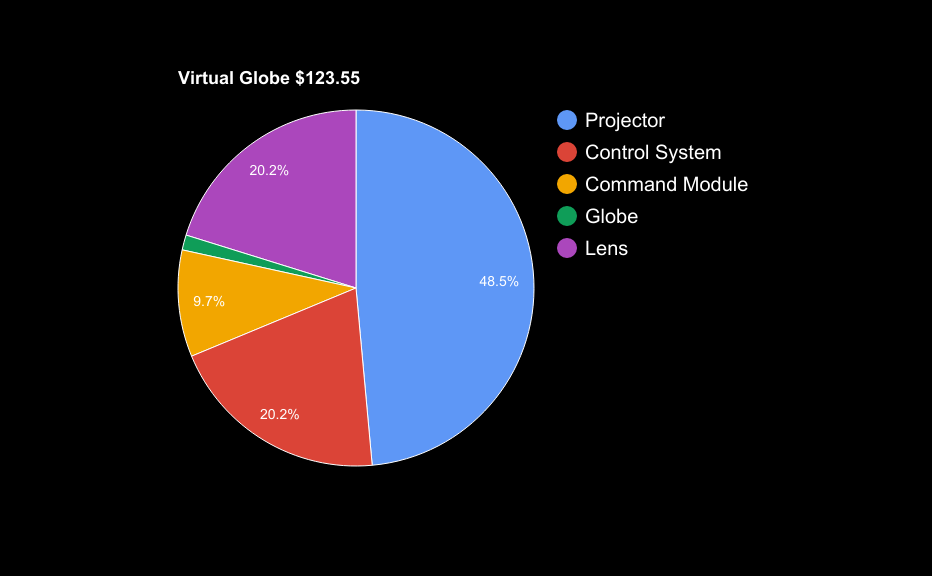 Virtual Globe $123.55
Projector
Control System
Command Module
Globe
Lens
20.2%
48.5%
9.7%
20.2%